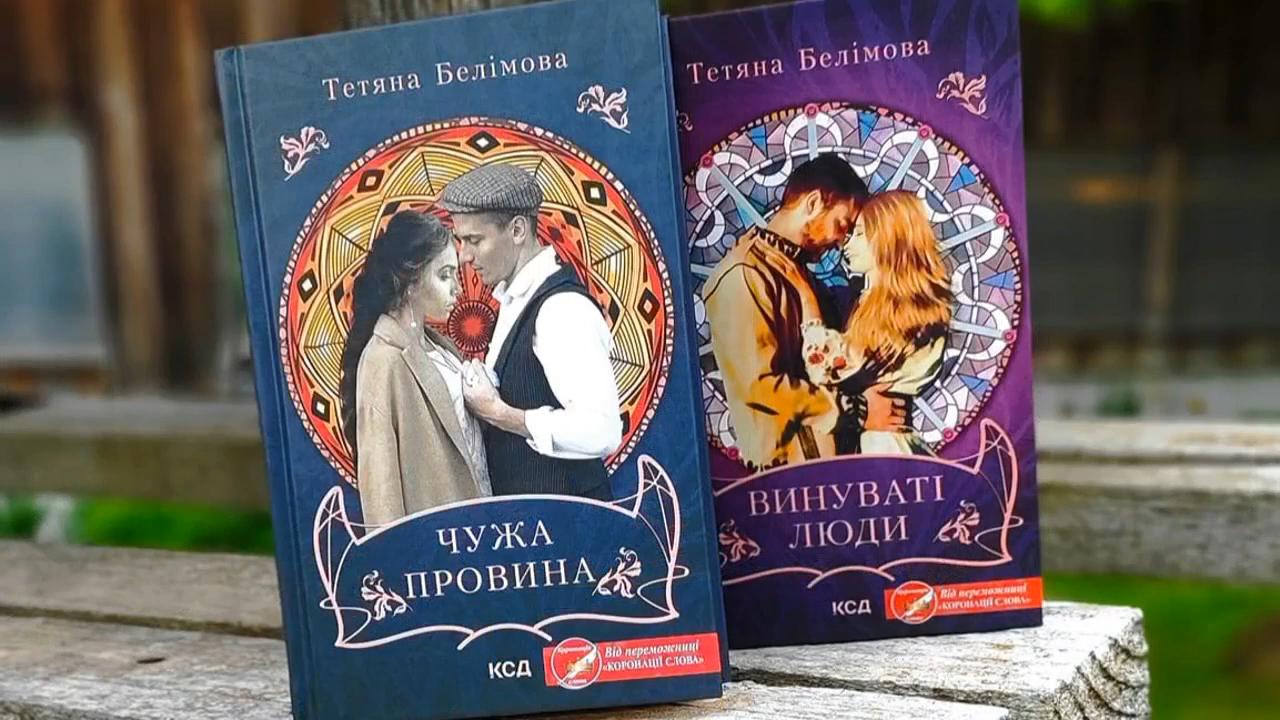 Тетяна Белімова
ЧУЖА
ПРОВИНА
КСД
Від переможниці
«КОРОНАЦІЇ СЛОВА»
Тетяна Белімова
ВИНУВАТІ
ЛЮДИ
КСД
Від переможниці
«КОРОНАЦІЇ СЛОВА»